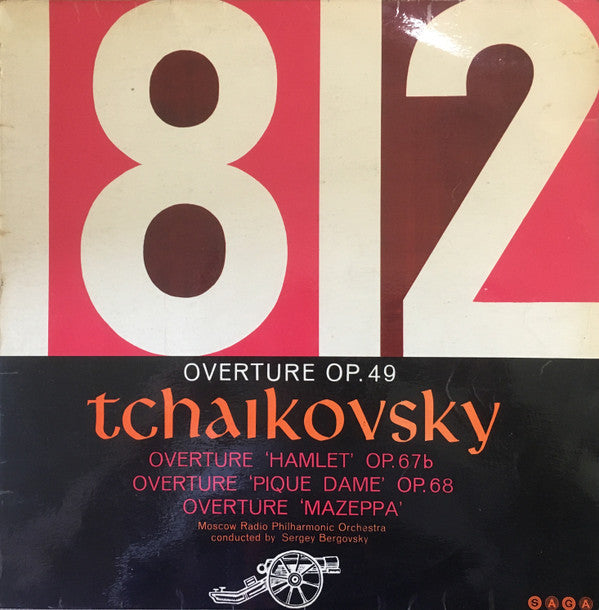 1812
OVERTURE OP.49
tchaikovsky
OVERTURE ‘HAMLET’ OP.67b
OVERTURE ‘PIQUE DAME’ OP.68
OVERTURE ‘MAZEPPA’
Moscow Radio Philharmonic Orchestra
conducted by Sergey Bergovsky
SAGA